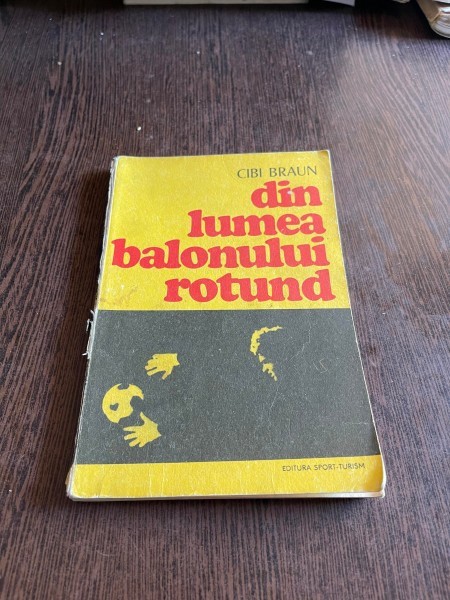 CIBI BRAUN
din
lumea
balonului
rotund
EDITURA SPORT-TURISM